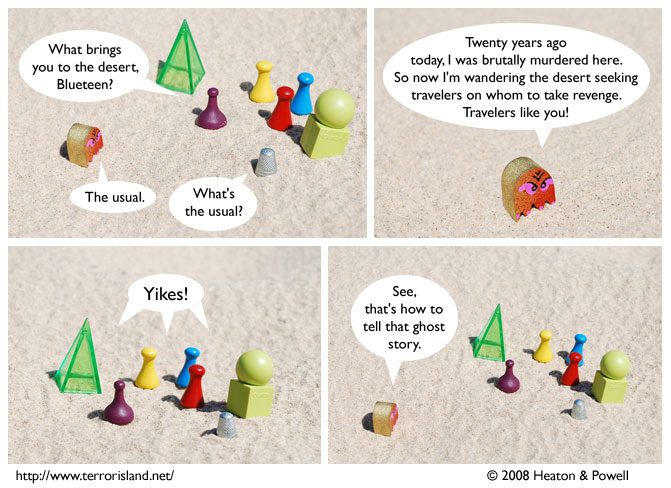 What brings
you to the desert,
Blueteen?
The usual.
What's
the usual?
Twenty years ago
today, I was brutally murdered here.
So now I'm wandering the desert seeking
travelers on whom to take revenge.
Travelers like you!
Yikes!
See,
that's how to
tell that ghost
story.
http://www.terrorisland.net/
© 2008 Heaton & Powell